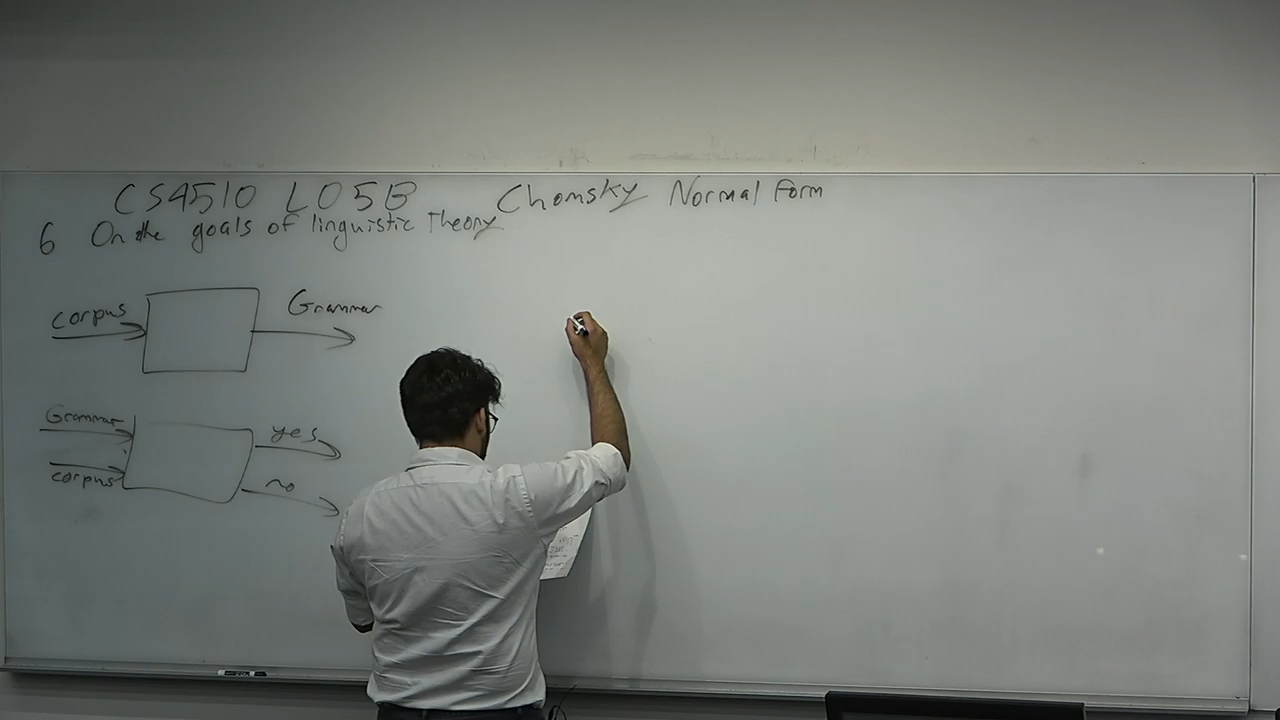 CS4510 L05B Chomsky Normal Form
6 On the goals of linguistic Theory
corpus
Grammar
Grammar
yes
corpus
no